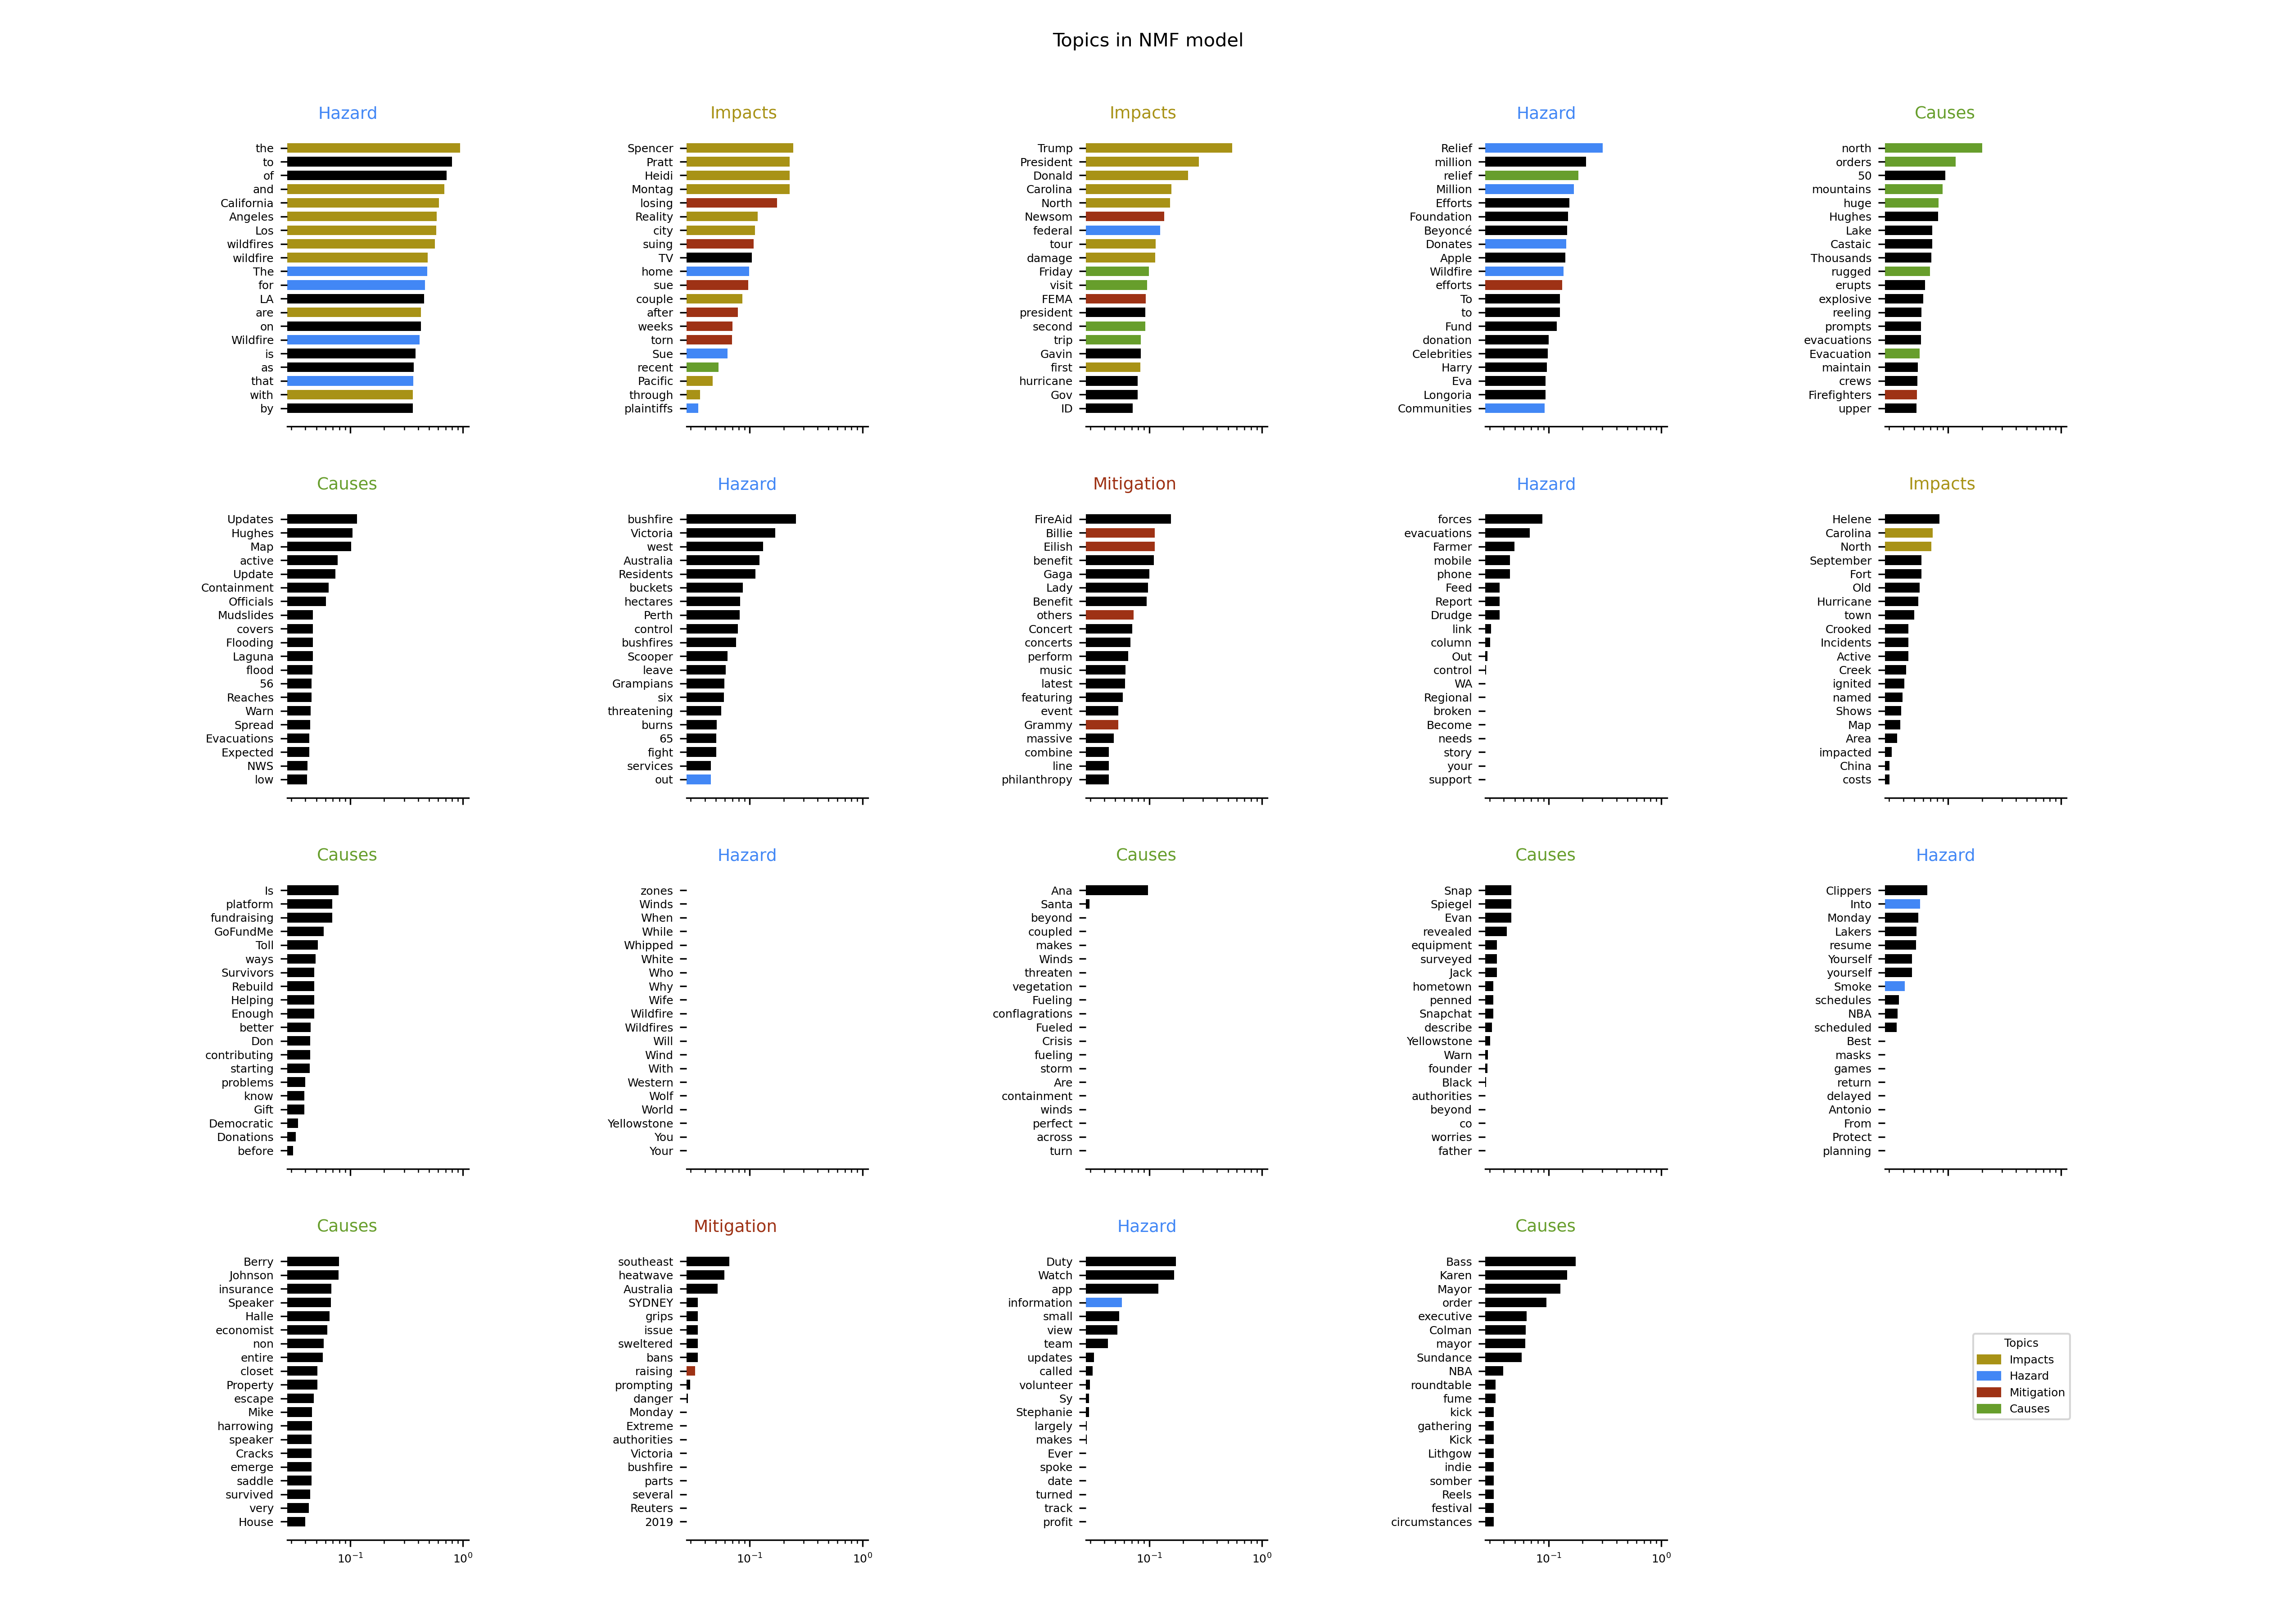 Topics in NMF model
Hazard
the
to
of
and
California
Angeles
Los
wildfires
wildfire
The
for
LA
are
on
Wildfire
is
as
that
with
by
Impacts
Spencer
Pratt
Heidi
Montag
losing
Reality
city
suing
TV
home
sue
couple
after
weeks
torn
Sue
recent
Pacific
through
plaintiffs
Impacts
Trump
President
Donald
Carolina
North
Newsom
federal
tour
damage
Friday
visit
FEMA
president
second
trip
Gavin
first
hurricane
Gov
ID
Hazard
Relief
million
relief
Million
Efforts
Foundation
Beyoncé
Donates
Apple
Wildfire
efforts
To
to
Fund
donation
Celebrities
Harry
Eva
Longoria
Communities
Causes
north
orders
50
mountains
huge
Hughes
Lake
Castaic
Thousands
rugged
erupts
explosive
reeling
prompts
evacuations
Evacuation
maintain
crews
Firefighters
upper
Causes
Updates
Hughes
Map
active
Update
Containment
Officials
Mudslides
covers
Flooding
Laguna
flood
56
Reaches
Warn
Spread
Evacuations
Expected
NWS
low
Hazard
bushfire
Victoria
west
Australia
Residents
buckets
hectares
Perth
control
bushfires
Scooper
leave
Grampians
six
threatening
burns
65
fight
services
out
Mitigation
FireAid
Billie
Eilish
benefit
Gaga
Lady
Benefit
others
Concert
concerts
perform
music
latest
featuring
event
Grammy
massive
combine
line
philanthropy
Hazard
forces
evacuations
Farmer
mobile
phone
Feed
Report
Drudge
link
column
Out
control
WA
Regional
broken
Become
needs
story
your
support
Impacts
Helene
Carolina
North
September
Fort
Old
Hurricane
town
Crooked
Incidents
Active
Creek
ignited
named
Shows
Map
Area
impacted
China
costs
Causes
Is
platform
fundraising
GoFundMe
Toll
ways
Survivors
Rebuild
Helping
Enough
better
Don
contributing
starting
problems
know
Gift
Democratic
Donations
before
Hazard
zones
Winds
When
While
Whipped
White
Who
Why
Wife
Wildfire
Wildfires
Will
Wind
With
Western
Wolf
World
Yellowstone
You
Your
Causes
Ana
Santa
beyond
coupled
makes
Winds
threaten
vegetation
Fueling
conflagrations
Fueled
Crisis
fueling
storm
Are
containment
winds
perfect
across
turn
Causes
Snap
Spiegel
Evan
revealed
equipment
surveyed
Jack
hometown
penned
Snapchat
describe
Yellowstone
Warn
founder
Black
authorities
beyond
co
worries
father
Hazard
Clippers
Into
Monday
Lakers
resume
Yourself
yourself
Smoke
schedules
NBA
scheduled
Best
masks
games
return
delayed
Antonio
From
Protect
planning
Causes
Berry
Johnson
insurance
Speaker
Halle
economist
non
entire
closet
Property
escape
Mike
harrowing
speaker
Cracks
emerge
saddle
survived
very
House
10⁻¹ 10⁰
Mitigation
southeast
heatwave
Australia
SYDNEY
grips
issue
sweltered
bans
raising
prompting
danger
Monday
Extreme
authorities
Victoria
bushfire
parts
several
Reuters
2019
10⁻¹ 10⁰
Hazard
Duty
Watch
app
information
small
view
team
updates
called
volunteer
Sy
Stephanie
largely
makes
Ever
spoke
date
turned
track
profit
10⁻¹ 10⁰
Causes
Bass
Karen
Mayor
order
executive
Colman
mayor
Sundance
NBA
roundtable
fume
kick
gathering
Kick
Lithgow
indie
somber
Reels
festival
circumstances
10⁻¹ 10⁰
Topics
Impacts
Hazard
Mitigation
Causes